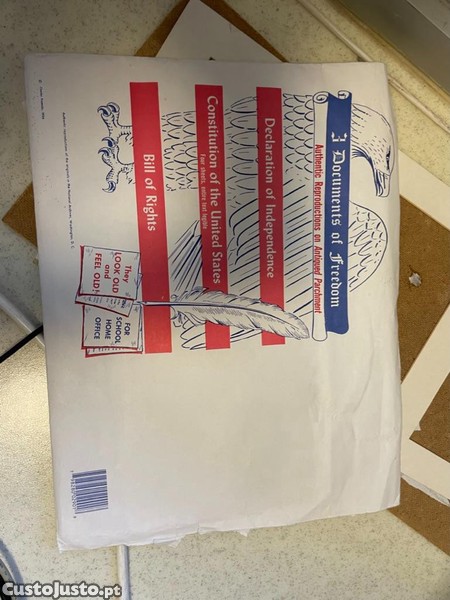 3 Documents of Freedom
Authentic Reproductions on Antiqued Parchment
Declaration of Independence
Constitution of the United States
Four sheets, entire text legible
Bill of Rights
They
LOOK OLD
and
FEEL OLD!
FOR
SCHOOL
HOME
OFFICE
CustoJusto.pt